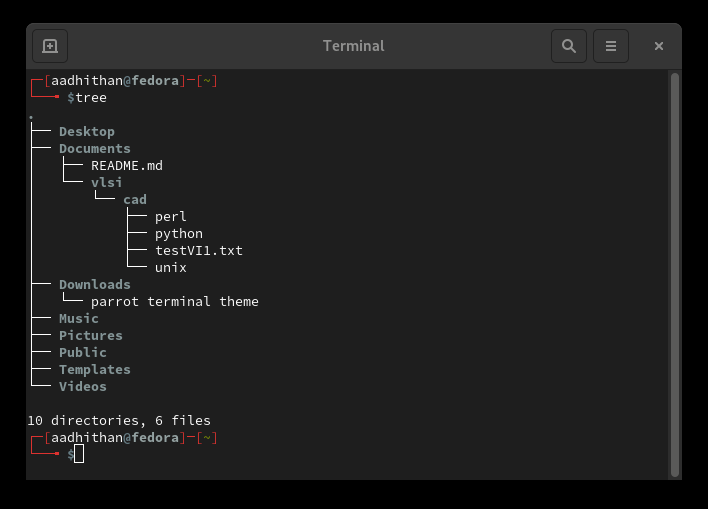 Terminal
┌─[aadhithan@fedora]─[~]
└──╼ $tree
.
├── Desktop
├── Documents
│   ├── README.md
│   └── vlsi
│       └── cad
│           ├── perl
│           ├── python
│           ├── testVI1.txt
│           └── unix
├── Downloads
│   └── parrot terminal theme
├── Music
├── Pictures
├── Public
├── Templates
└── Videos
10 directories, 6 files
┌─[aadhithan@fedora]─[~]
└──╼ $